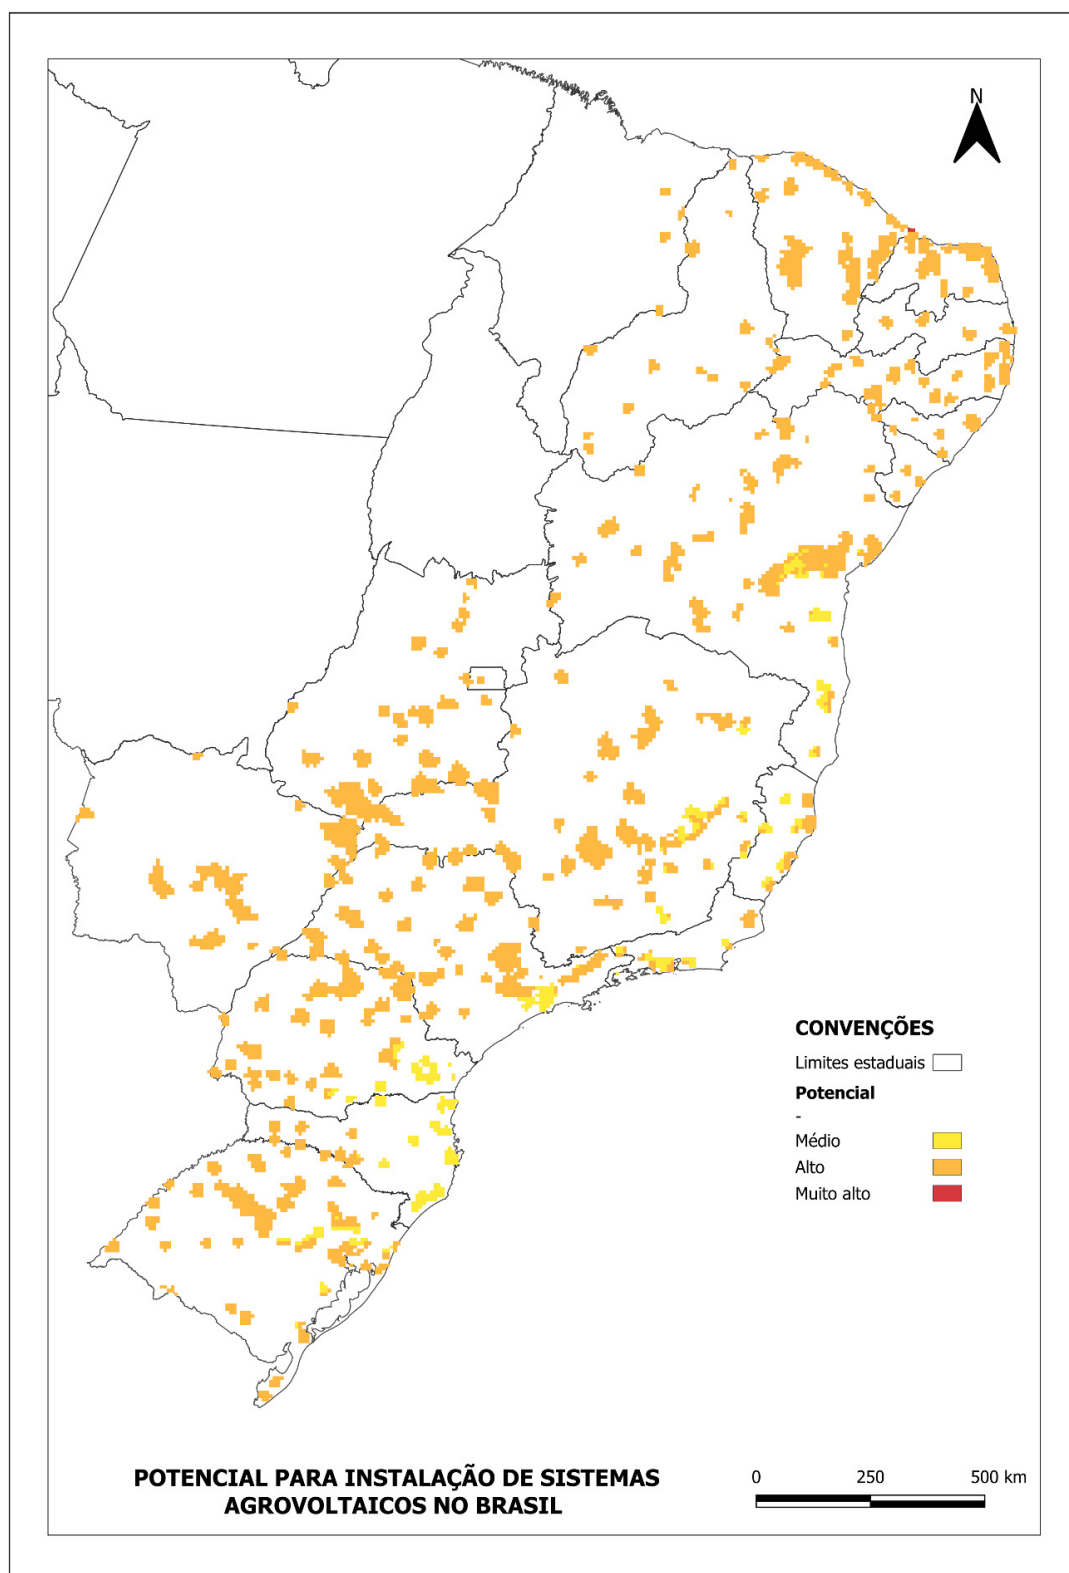 N
CONVENÇÕES
Limites estaduais
Potencial
-
Médio
Alto
Muito alto
POTENCIAL PARA INSTALAÇÃO DE SISTEMAS
AGROVOLTAICOS NO BRASIL
0 250 500 km